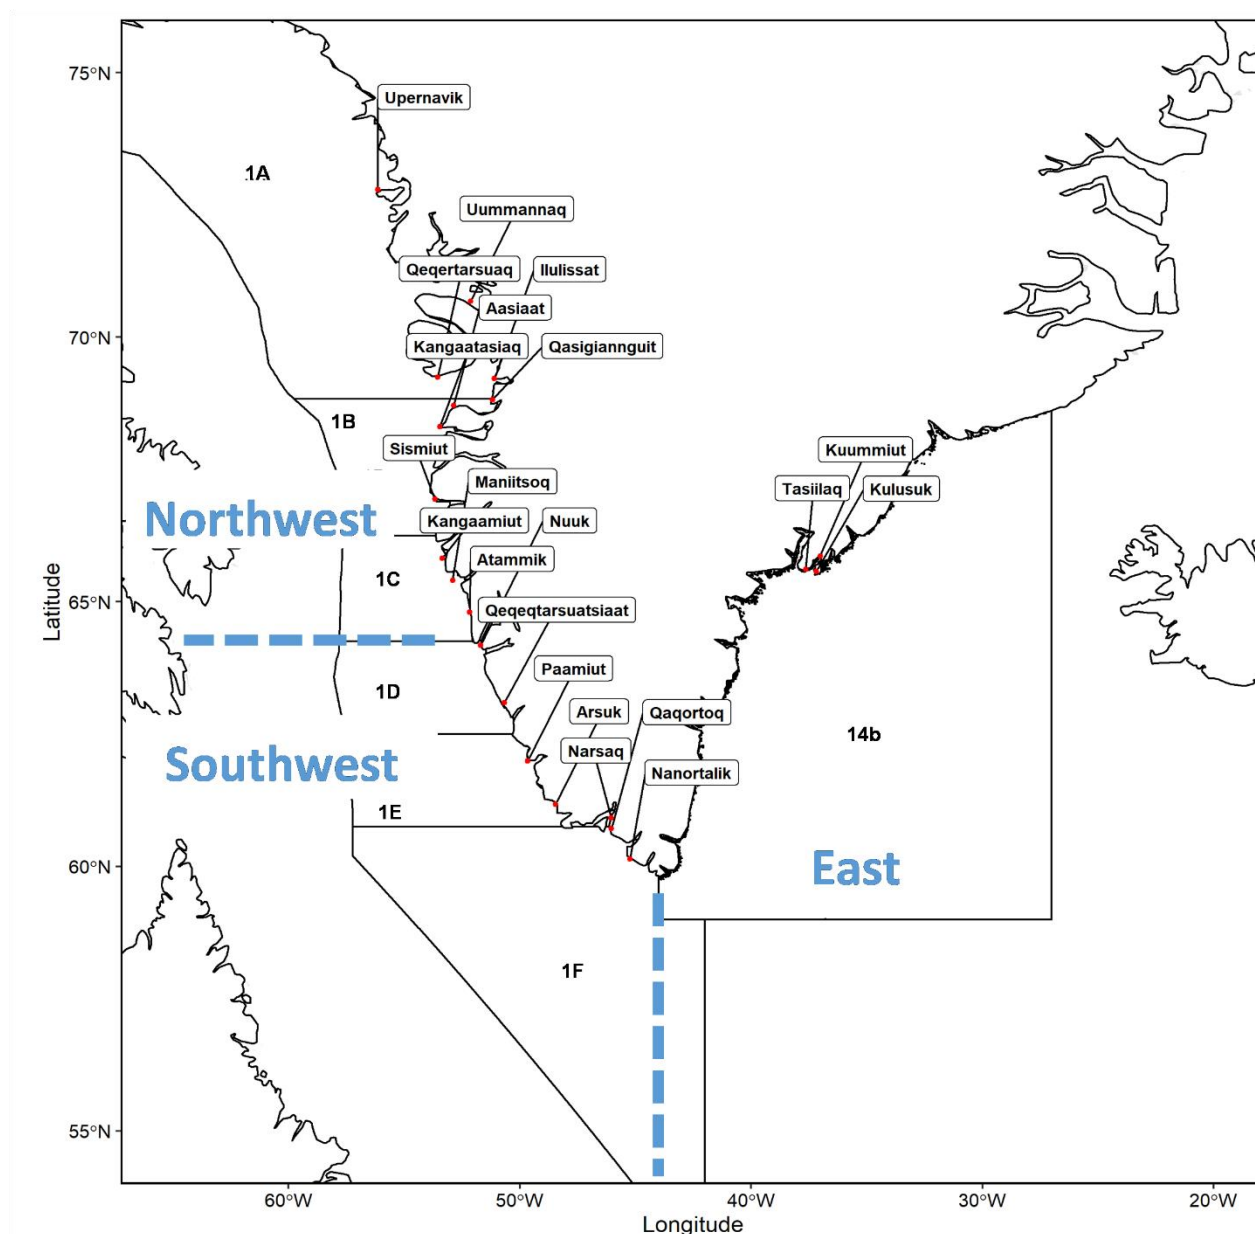 75°N
Upernavik
1A
Uummannaq
Qeqertarsuaq
Ilulissat
Aasiaat
70°N
Kangaatasiaq
Qasigiannguit
1B
Sismiut
Kuummiut
Maniitsoq
Tasiilaq
Kulusuk
Northwest
Kangaamiut
Nuuk
Atammik
1C
65°N
Latitude
Qeqeqtarsuatsiaat
Paamiut
1D
Arsuk
Qaqortoq
14b
Narsaq
Southwest
Nanortalik
1E
60°N
East
1F
55°N
60°W
50°W
40°W
30°W
20°W
Longitude